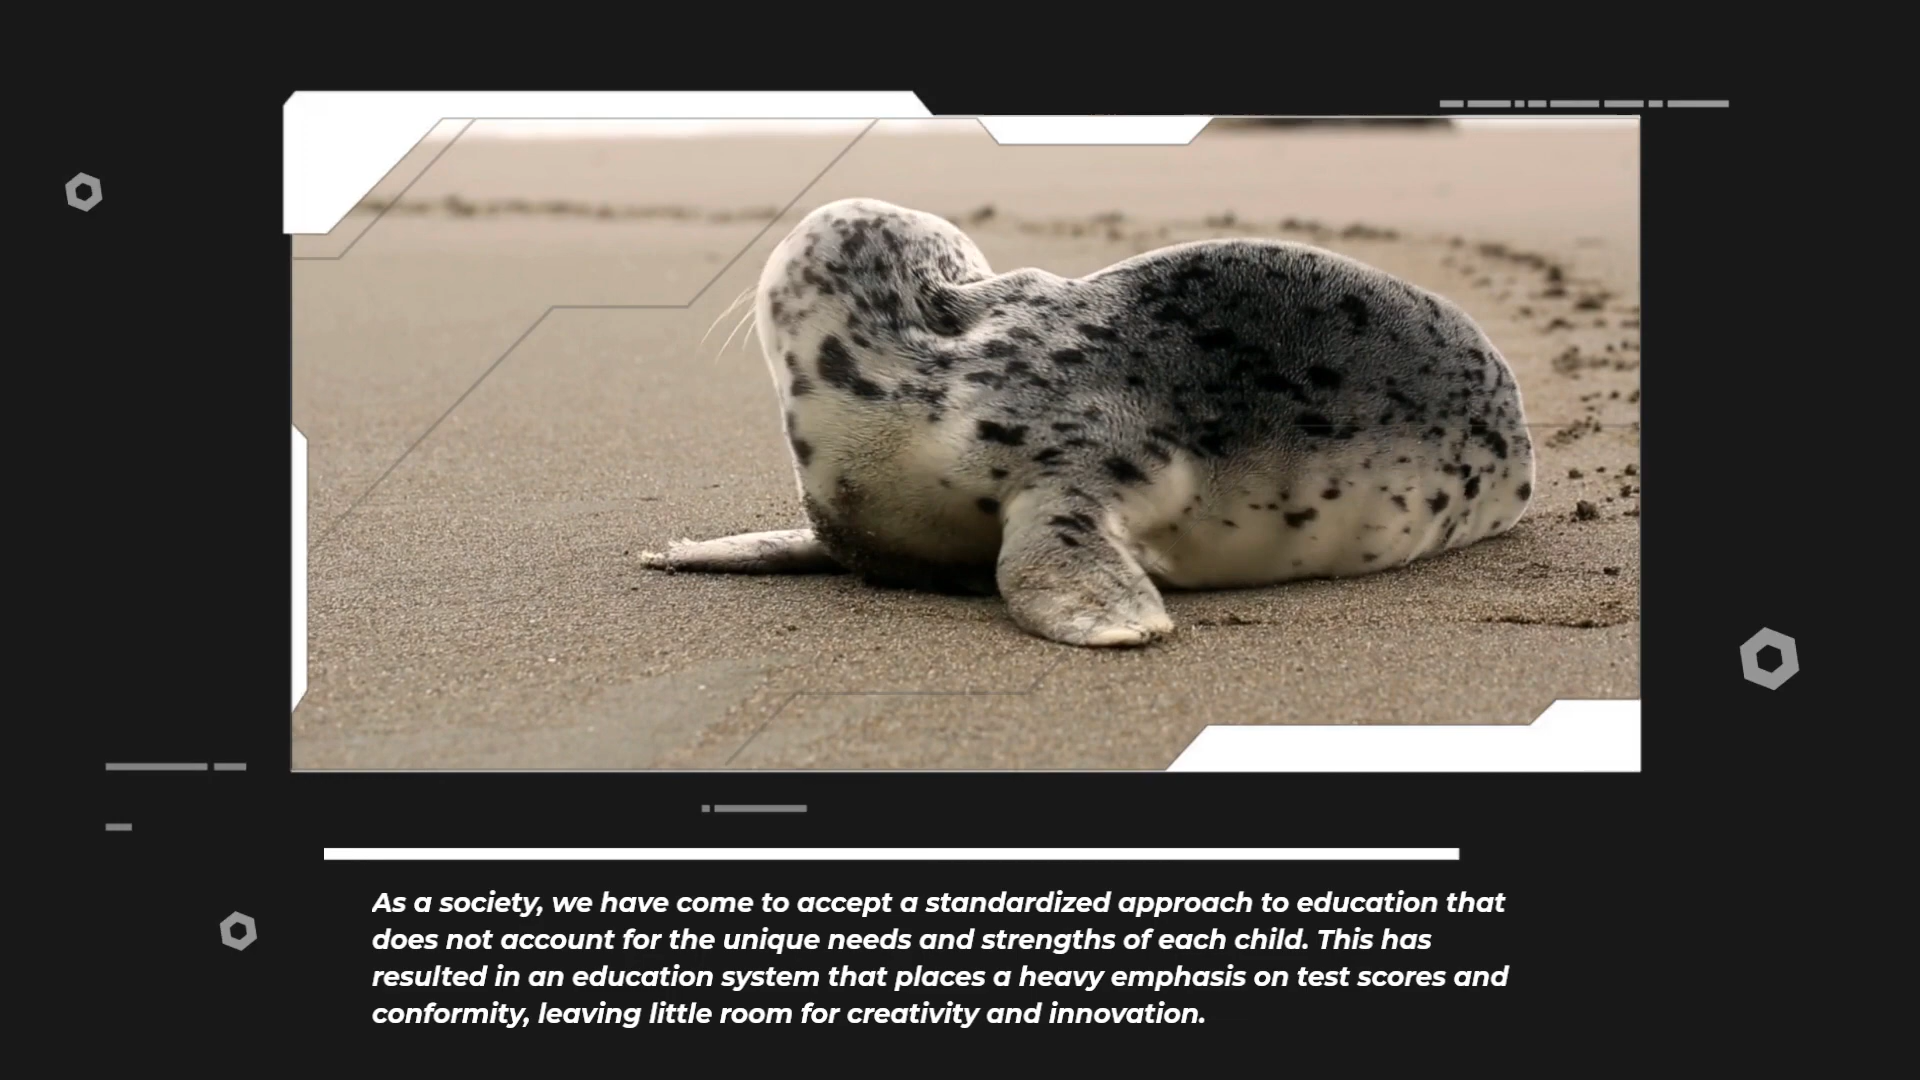 As a society, we have come to accept a standardized approach to education that
does not account for the unique needs and strengths of each child. This has
resulted in an education system that places a heavy emphasis on test scores and
conformity, leaving little room for creativity and innovation.